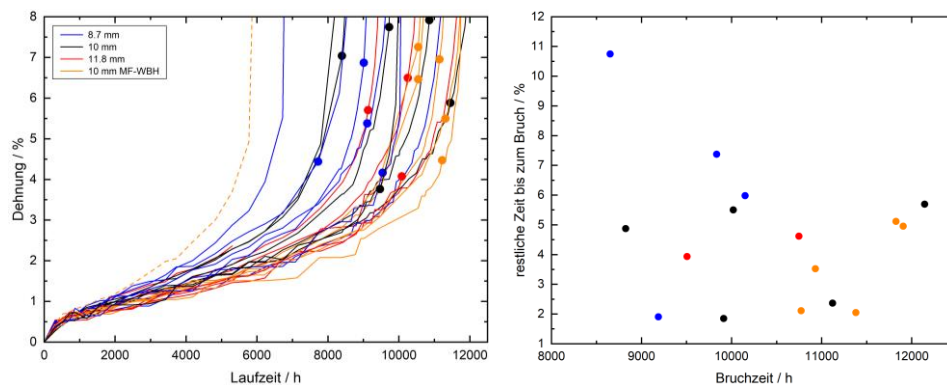 8
7
6
5
4
3
2
1
0
Dehnung / %
8.7 mm
10 mm
11.8 mm
10 mm MF-WBH
0 2000 4000 6000 8000 10000 12000
Laufzeit / h
12
11
10
9
8
7
6
5
4
3
2
1
restliche Zeit bis zum Bruch / %
8000 9000 10000 11000 12000
Bruchzeit / h